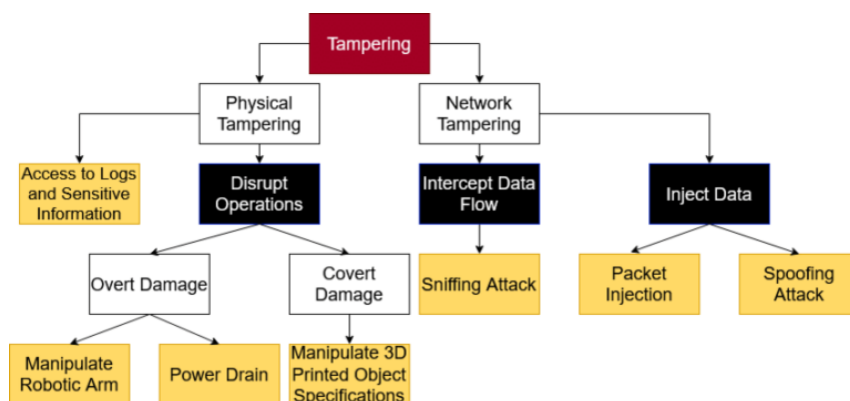 Tampering
Physical
Tampering
Network
Tampering
Access to Logs
and Sensitive
Information
Disrupt
Operations
Intercept Data
Flow
Inject Data
Overt Damage
Covert
Damage
Sniffing Attack
Packet
Injection
Spoofing
Attack
Manipulate
Robotic Arm
Power Drain
Manipulate 3D
Printed Object
Specifications